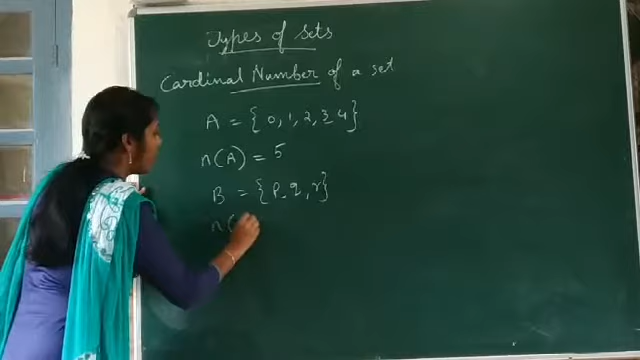 Types of Sets
Cardinal Number of a set
A = {0, 1, 2, 3, 4}
n(A) = 5
B = {p, q, r}
n(